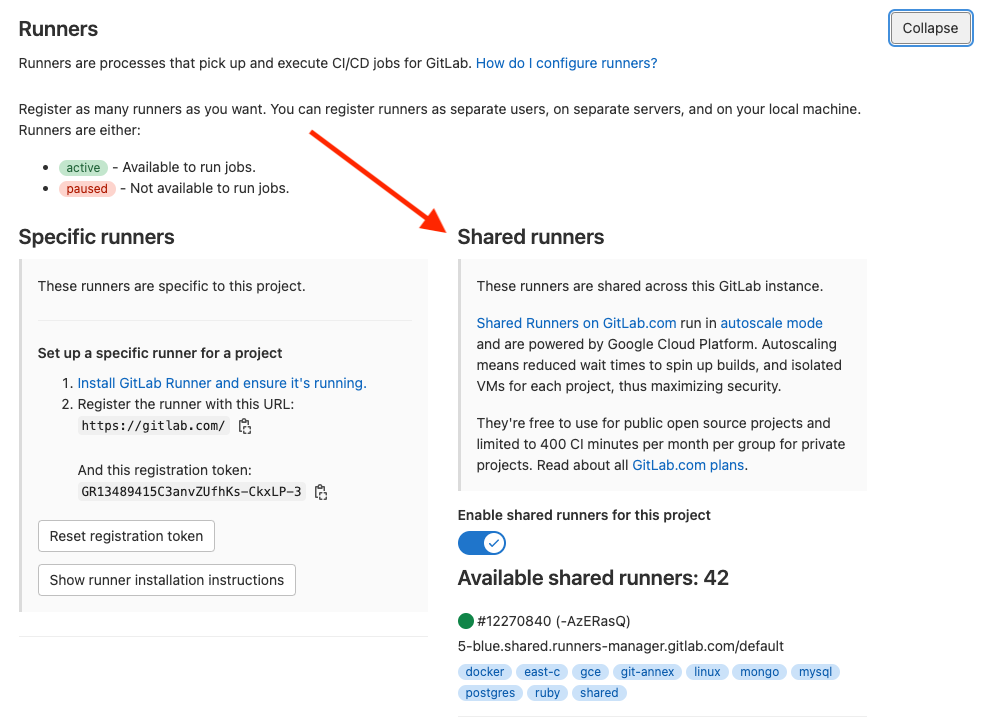 Runners
Collapse
Runners are processes that pick up and execute CI/CD jobs for GitLab. How do I configure runners?
Register as many runners as you want. You can register runners as separate users, on separate servers, and on your local machine.
Runners are either:
active - Available to run jobs.
paused - Not available to run jobs.
Specific runners
These runners are specific to this project.
Set up a specific runner for a project
1. Install GitLab Runner and ensure it's running.
2. Register the runner with this URL:
https://gitlab.com/
And this registration token:
GR13489415C3anvZUfhKs-CkxLP-3
Reset registration token
Show runner installation instructions
Shared runners
These runners are shared across this GitLab instance.
Shared Runners on GitLab.com run in autoscale mode
and are powered by Google Cloud Platform. Autoscaling
means reduced wait times to spin up builds, and isolated
VMs for each project, thus maximizing security.
They're free to use for public open source projects and
limited to 400 CI minutes per month per group for private
projects. Read about all GitLab.com plans.
Enable shared runners for this project
Available shared runners: 42
#12270840 (-AzERasQ)
5-blue.shared.runners-manager.gitlab.com/default
docker east-c gce git-annex linux mongo mysql
postgres ruby shared